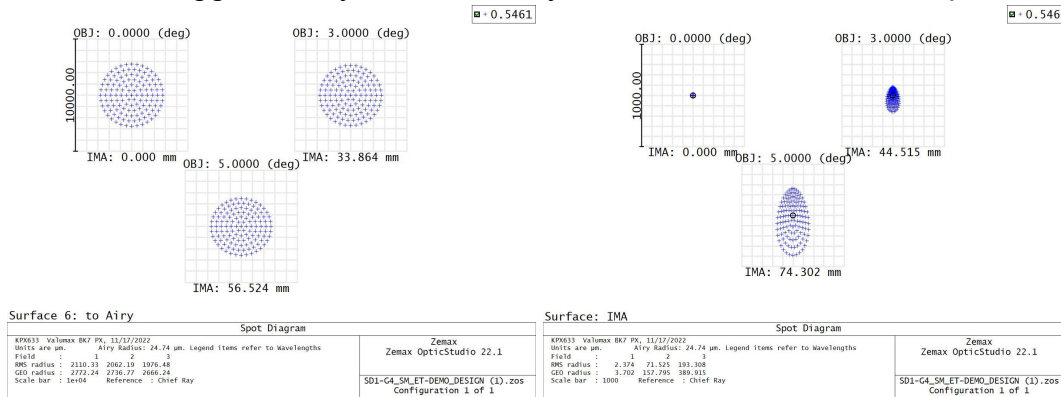 + 0.5461
OBJ: 0.0000 (deg)
OBJ: 3.0000 (deg)
10000.00
IMA: 0.000 mm
IMA: 33.864 mm
OBJ: 5.0000 (deg)
IMA: 56.524 mm
Surface 6: to Airy
Spot Diagram
KPX633 Valumax BK7 PX, 11/17/2022
Units are µm. Airy Radius: 24.74 µm. Legend items refer to Wavelengths
Field : 1 2 3
RMS radius : 2110.33 2062.19 1976.48
GEO radius : 2772.24 2736.77 2666.24
Scale bar : 1e+04 Reference : Chief Ray
Zemax
Zemax OpticStudio 22.1
SD1-G4_SM_ET-DEMO_DESIGN (1).zos
Configuration 1 of 1
+ 0.546
OBJ: 0.0000 (deg)
OBJ: 3.0000 (deg)
1000.00
IMA: 0.000 mm
IMA: 44.515 mm
OBJ: 5.0000 (deg)
IMA: 74.302 mm
Surface: IMA
Spot Diagram
KPX633 Valumax BK7 PX, 11/17/2022
Units are µm. Airy Radius: 24.74 µm. Legend items refer to Wavelengths
Field : 1 2 3
RMS radius : 2.374 71.525 193.308
GEO radius : 3.702 157.795 389.915
Scale bar : 1000 Reference : Chief Ray
Zemax
Zemax OpticStudio 22.1
SD1-G4_SM_ET-DEMO_DESIGN (1).zos
Configuration 1 of 1